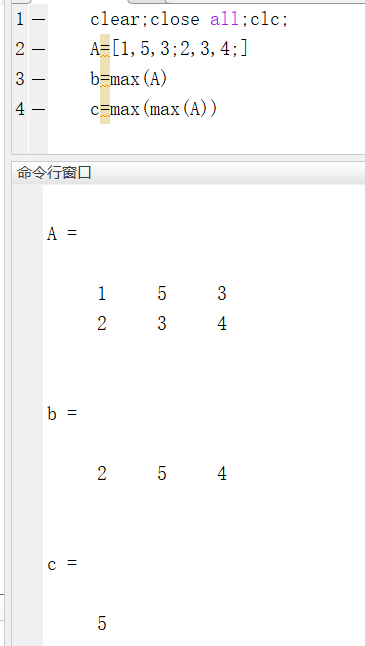 1 — clear;close all;clc;
2 — A=[1,5,3;2,3,4;]
3 — b=max(A)
4 — c=max(max(A))
命令行窗口
A =
1 5 3
2 3 4
b =
2 5 4
c =
5